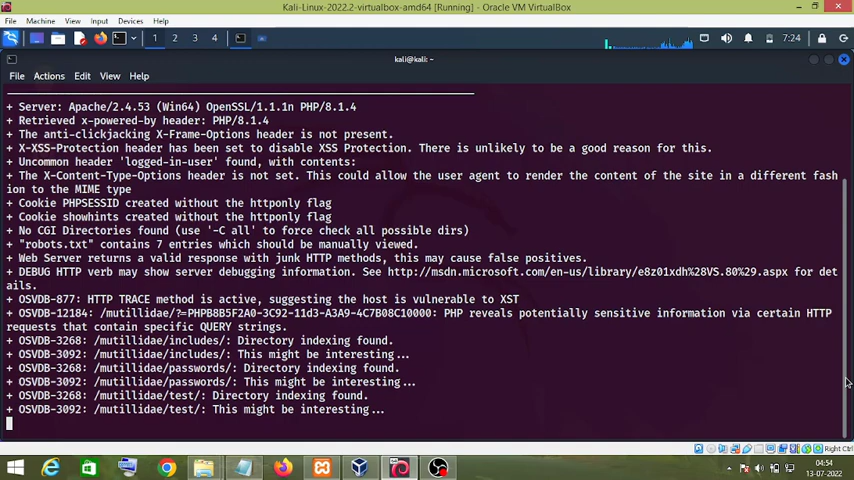 Kali-Linux-2022.2-virtualbox-amd64 [Running] - Oracle VM VirtualBox
File Machine View Input Devices Help
1 2 3 4 7:24
kali@kali: ~
File Actions Edit View Help
+ Server: Apache/2.4.53 (Win64) OpenSSL/1.1.1n PHP/8.1.4
+ Retrieved x-powered-by header: PHP/8.1.4
+ The anti-clickjacking X-Frame-Options header is not present.
+ X-XSS-Protection header has been set to disable XSS Protection. There is unlikely to be a good reason for this.
+ Uncommon header 'logged-in-user' found, with contents:
+ The X-Content-Type-Options header is not set. This could allow the user agent to render the content of the site in a different fash
ion to the MIME type
+ Cookie PHPSESSID created without the httponly flag
+ Cookie showhints created without the httponly flag
+ No CGI Directories found (use '-C all' to force check all possible dirs)
+ "robots.txt" contains 7 entries which should be manually viewed.
+ Web Server returns a valid response with junk HTTP methods, this may cause false positives.
+ DEBUG HTTP verb may show server debugging information. See http://msdn.microsoft.com/en-us/library/e8z01xdh%28VS.80%29.aspx for det
ails.
+ OSVDB-877: HTTP TRACE method is active, suggesting the host is vulnerable to XST
+ OSVDB-12184: /mutillidae/?=PHPB8B5F2A0-3C92-11d3-A3A9-4C7B08C10000: PHP reveals potentially sensitive information via certain HTTP
requests that contain specific QUERY strings.
+ OSVDB-3268: /mutillidae/includes/: Directory indexing found.
+ OSVDB-3092: /mutillidae/includes/: This might be interesting...
+ OSVDB-3268: /mutillidae/passwords/: Directory indexing found.
+ OSVDB-3092: /mutillidae/passwords/: This might be interesting...
+ OSVDB-3268: /mutillidae/test/: Directory indexing found.
+ OSVDB-3092: /mutillidae/test/: This might be interesting...
Right Ctrl
04:54
13-07-2022